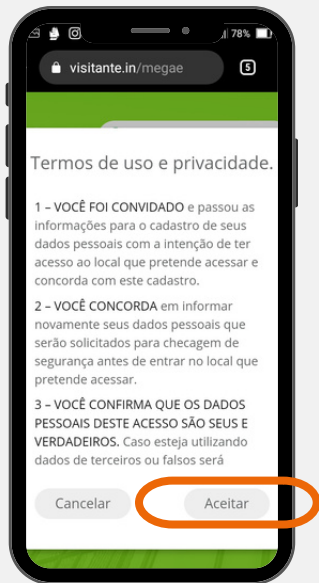 78%
visitante.in/megae
5
Termos de uso e privacidade.
1 – VOCÊ FOI CONVIDADO e passou as
informações para o cadastro de seus
dados pessoais com a intenção de ter
acesso ao local que pretende acessar e
concorda com este cadastro.
2 – VOCÊ CONCORDA em informar
novamente seus dados pessoais que
serão solicitados para checagem de
segurança antes de entrar no local que
pretende acessar.
3 – VOCÊ CONFIRMA QUE OS DADOS
PESSOAIS DESTE ACESSO SÃO SEUS E
VERDADEIROS. Caso esteja utilizando
dados de terceiros ou falsos será
Cancelar
Aceitar